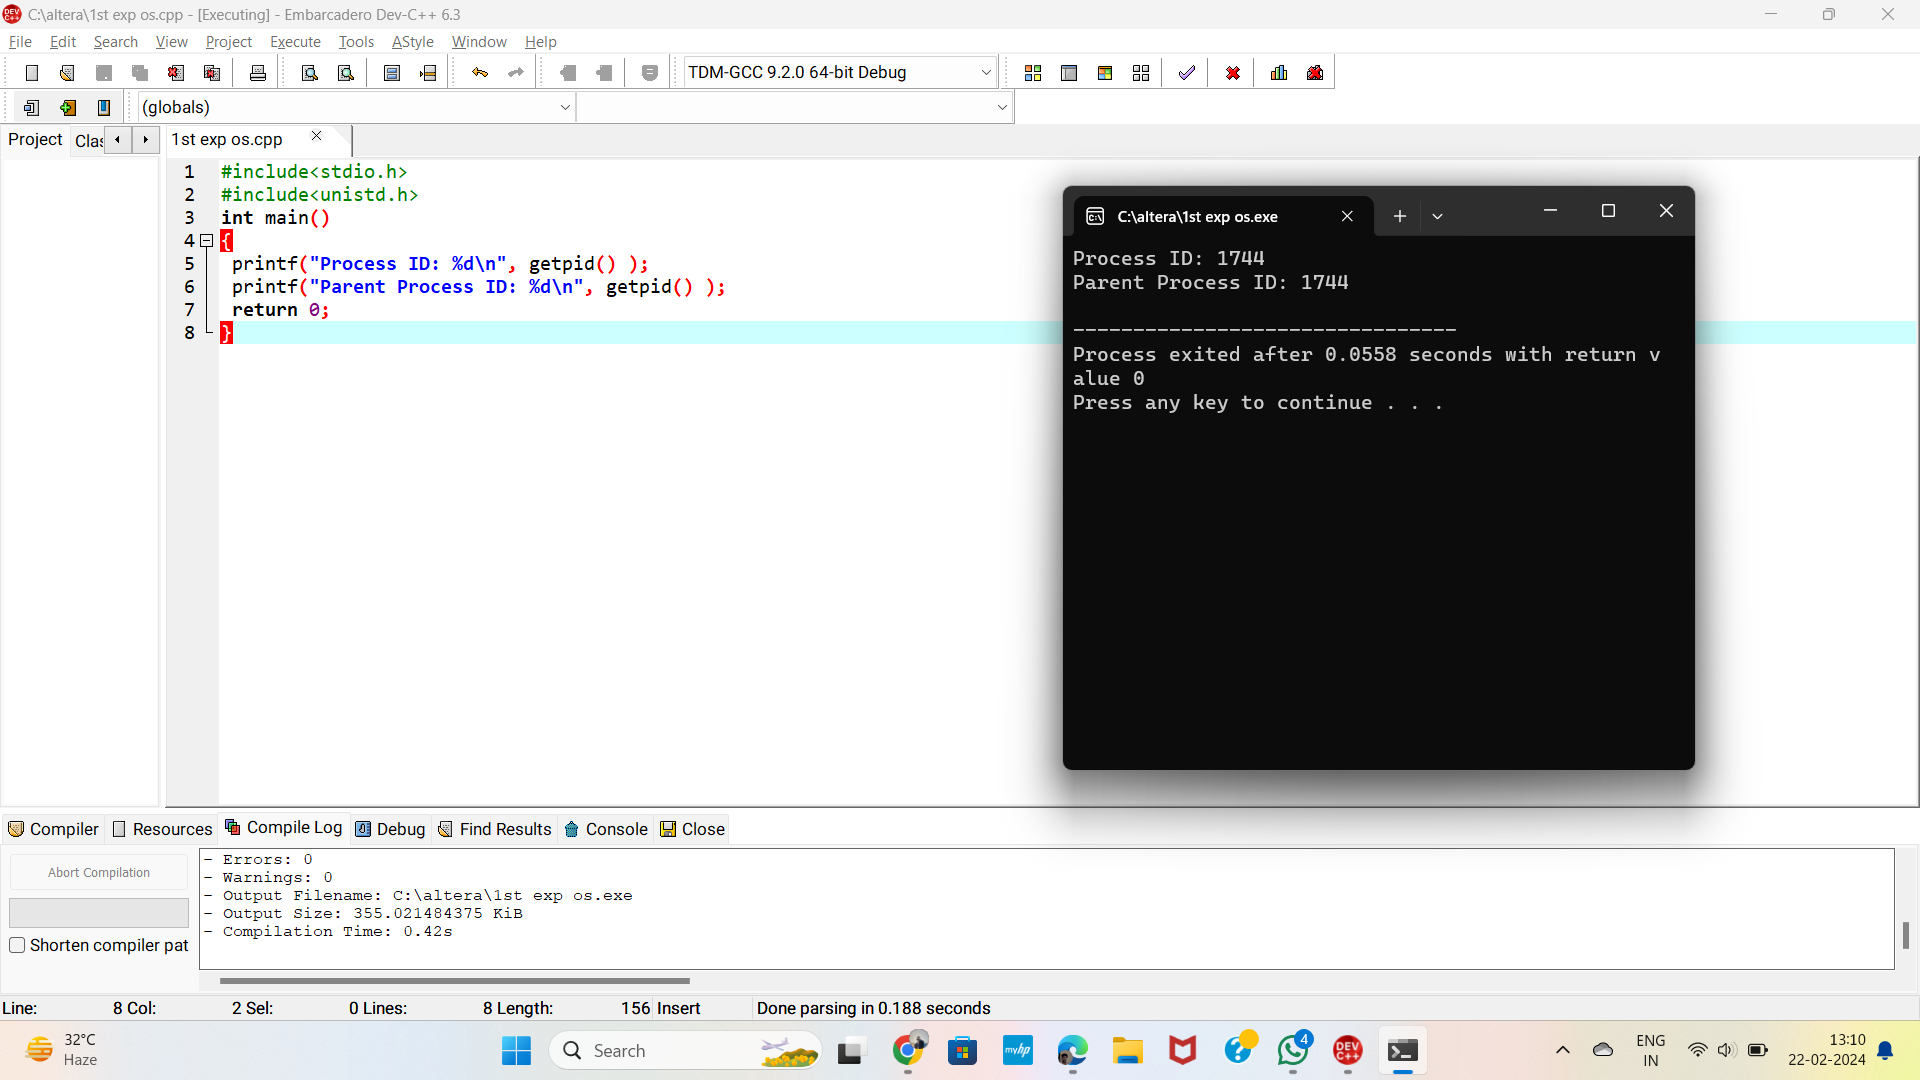 C:\altera\1st exp os.cpp - [Executing] - Embarcadero Dev-C++ 6.3
File Edit Search View Project Execute Tools AStyle Window Help
TDM-GCC 9.2.0 64-bit Debug
(globals)
Project Clas 1st exp os.cpp
1 #include<stdio.h>
2 #include<unistd.h>
3 int main()
4 {
5 printf("Process ID: %d\n", getpid() );
6 printf("Parent Process ID: %d\n", getpid() );
7 return 0;
8 }
C:\altera\1st exp os.exe
Process ID: 1744
Parent Process ID: 1744
--------------------------------
Process exited after 0.0558 seconds with return v
alue 0
Press any key to continue . . .
Compiler Resources Compile Log Debug Find Results Console Close
Abort Compilation
Shorten compiler pat
- Errors: 0
- Warnings: 0
- Output Filename: C:\altera\1st exp os.exe
- Output Size: 355.021484375 KiB
- Compilation Time: 0.42s
Line: 8 Col: 2 Sel: 0 Lines: 8 Length: 156 Insert Done parsing in 0.188 seconds
32°C
Haze
Search
myhp
4
DEV C++
ENG
IN
13:10
22-02-2024